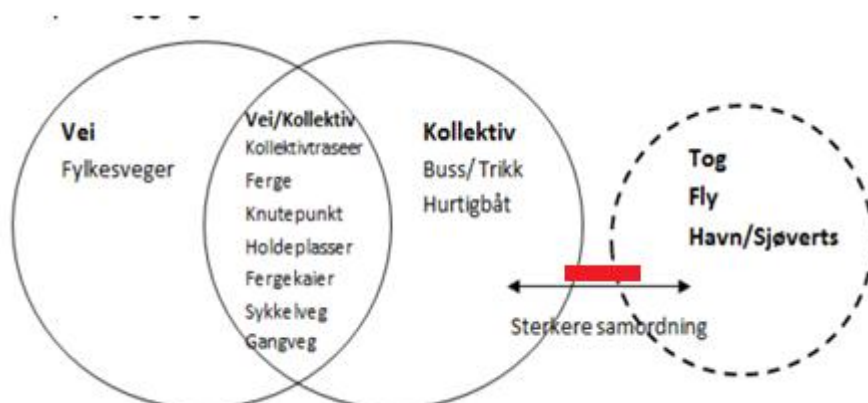 Vei
Fylkesveger
Vei/Kollektiv
Kollektivtraseer
Ferge
Knutepunkt
Holdeplasser
Fergekaier
Sykkelveg
Gangveg
Kollektiv
Buss/Trikk
Hurtigbåt
Tog
Fly
Havn/Sjøverts
Sterkere samordning